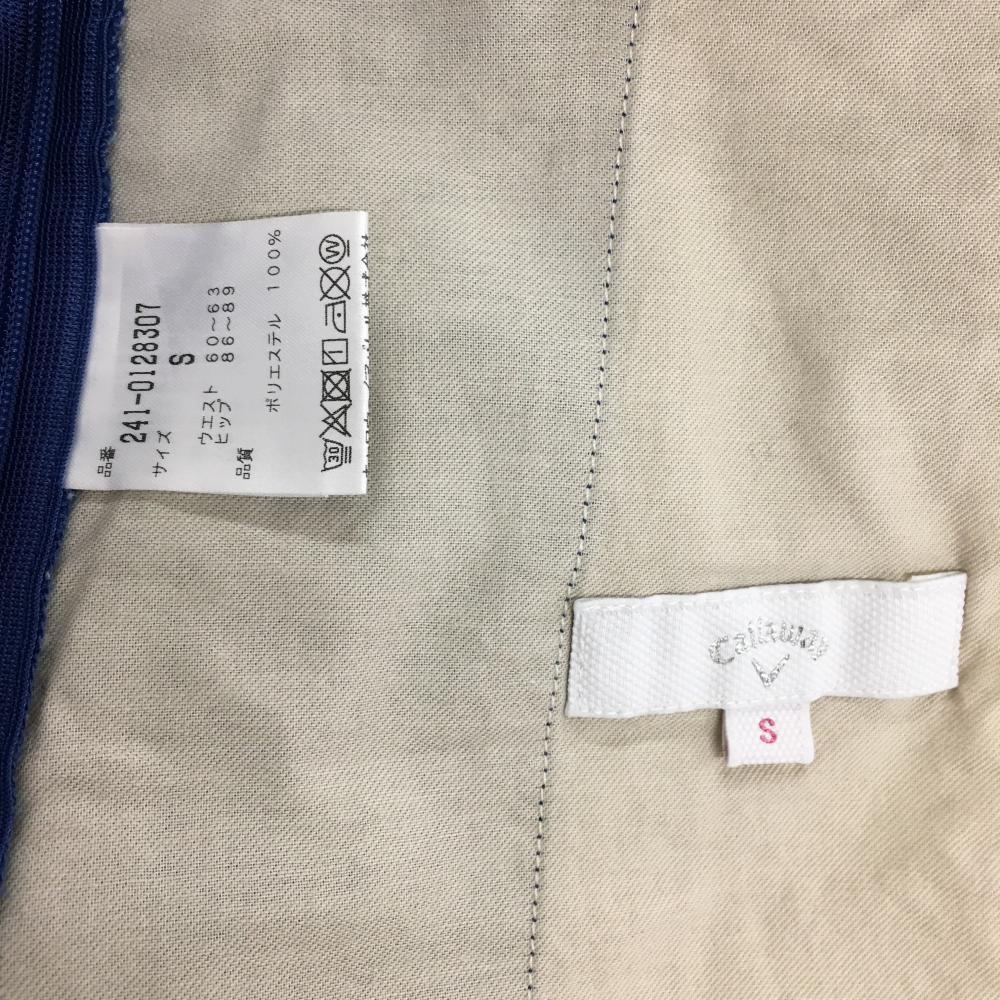 品番
241-0128307
サイズ S
ウエスト 60～63
ヒップ 86～89
品質
ポリエステル 100%
30
W
Callaway
S